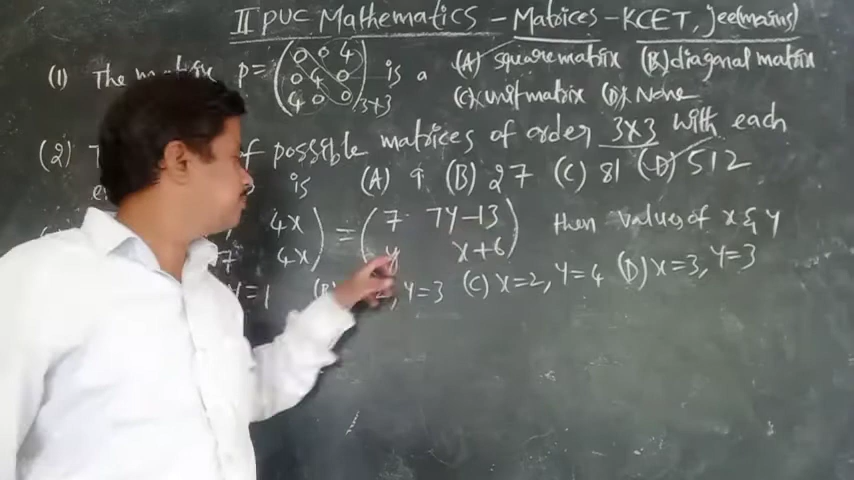 II PUC Mathematics - Matrices - KCET, jee(mains)
(1) The matrix P = (0 0 4 / 0 4 0 / 4 0 0) 3×3 is a (A) square matrix (B) diagonal matrix
(C) unit matrix (D) None
(2) of possible matrices of order 3X3 with each
is (A) 9 (B) 27 (C) 81 (D) 512
4x / 4x) = (7 7y-13 / y x+6) then values of x & y
y=1 , y=3 (C) x=2, y=4 (D) x=3, y=3